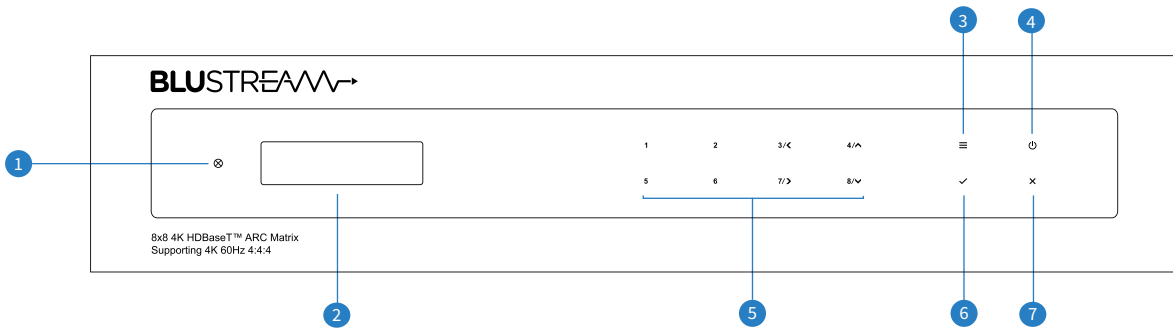 3 4
BLUSTREAM
1 2 3/< 4/^
1
5 6 7/> 8/v
8x8 4K HDBaseT™ ARC Matrix
Supporting 4K 60Hz 4:4:4
2 5 6 7